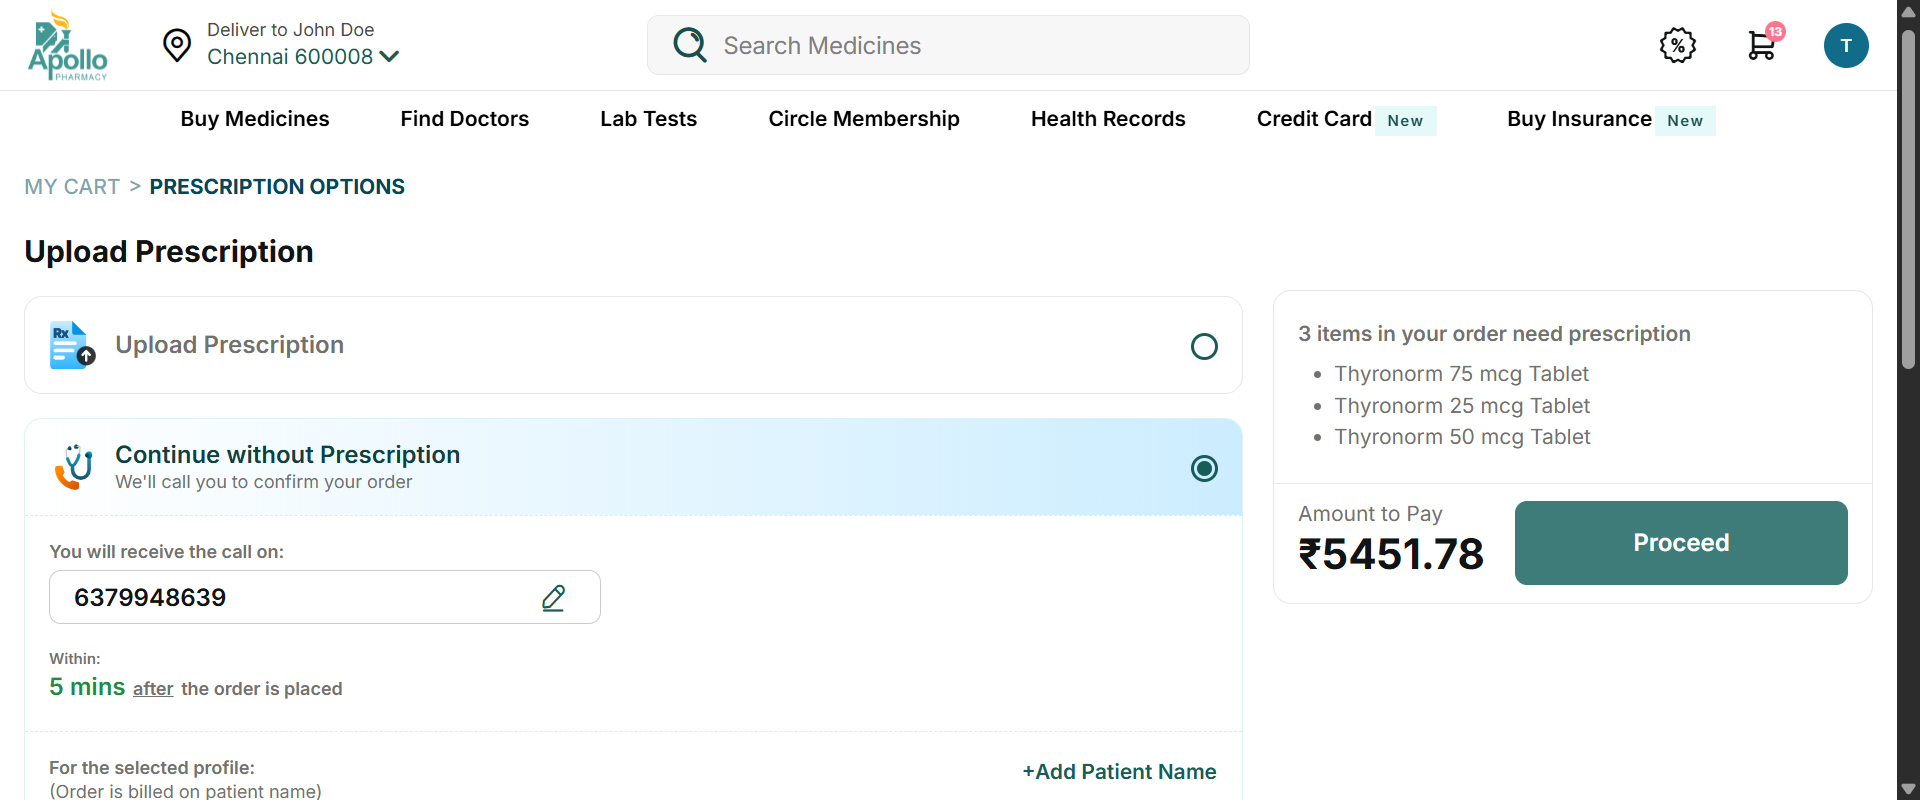 Apollo
PHARMACY
Deliver to John Doe
Chennai 600008
Search Medicines
%
13
T
Buy Medicines
Find Doctors
Lab Tests
Circle Membership
Health Records
Credit Card New
Buy Insurance New
MY CART > PRESCRIPTION OPTIONS
Upload Prescription
Rx
Upload Prescription
Continue without Prescription
We'll call you to confirm your order
You will receive the call on:
6379948639
Within:
5 mins after the order is placed
For the selected profile:
(Order is billed on patient name)
+Add Patient Name
3 items in your order need prescription
• Thyronorm 75 mcg Tablet
• Thyronorm 25 mcg Tablet
• Thyronorm 50 mcg Tablet
Amount to Pay
₹5451.78
Proceed